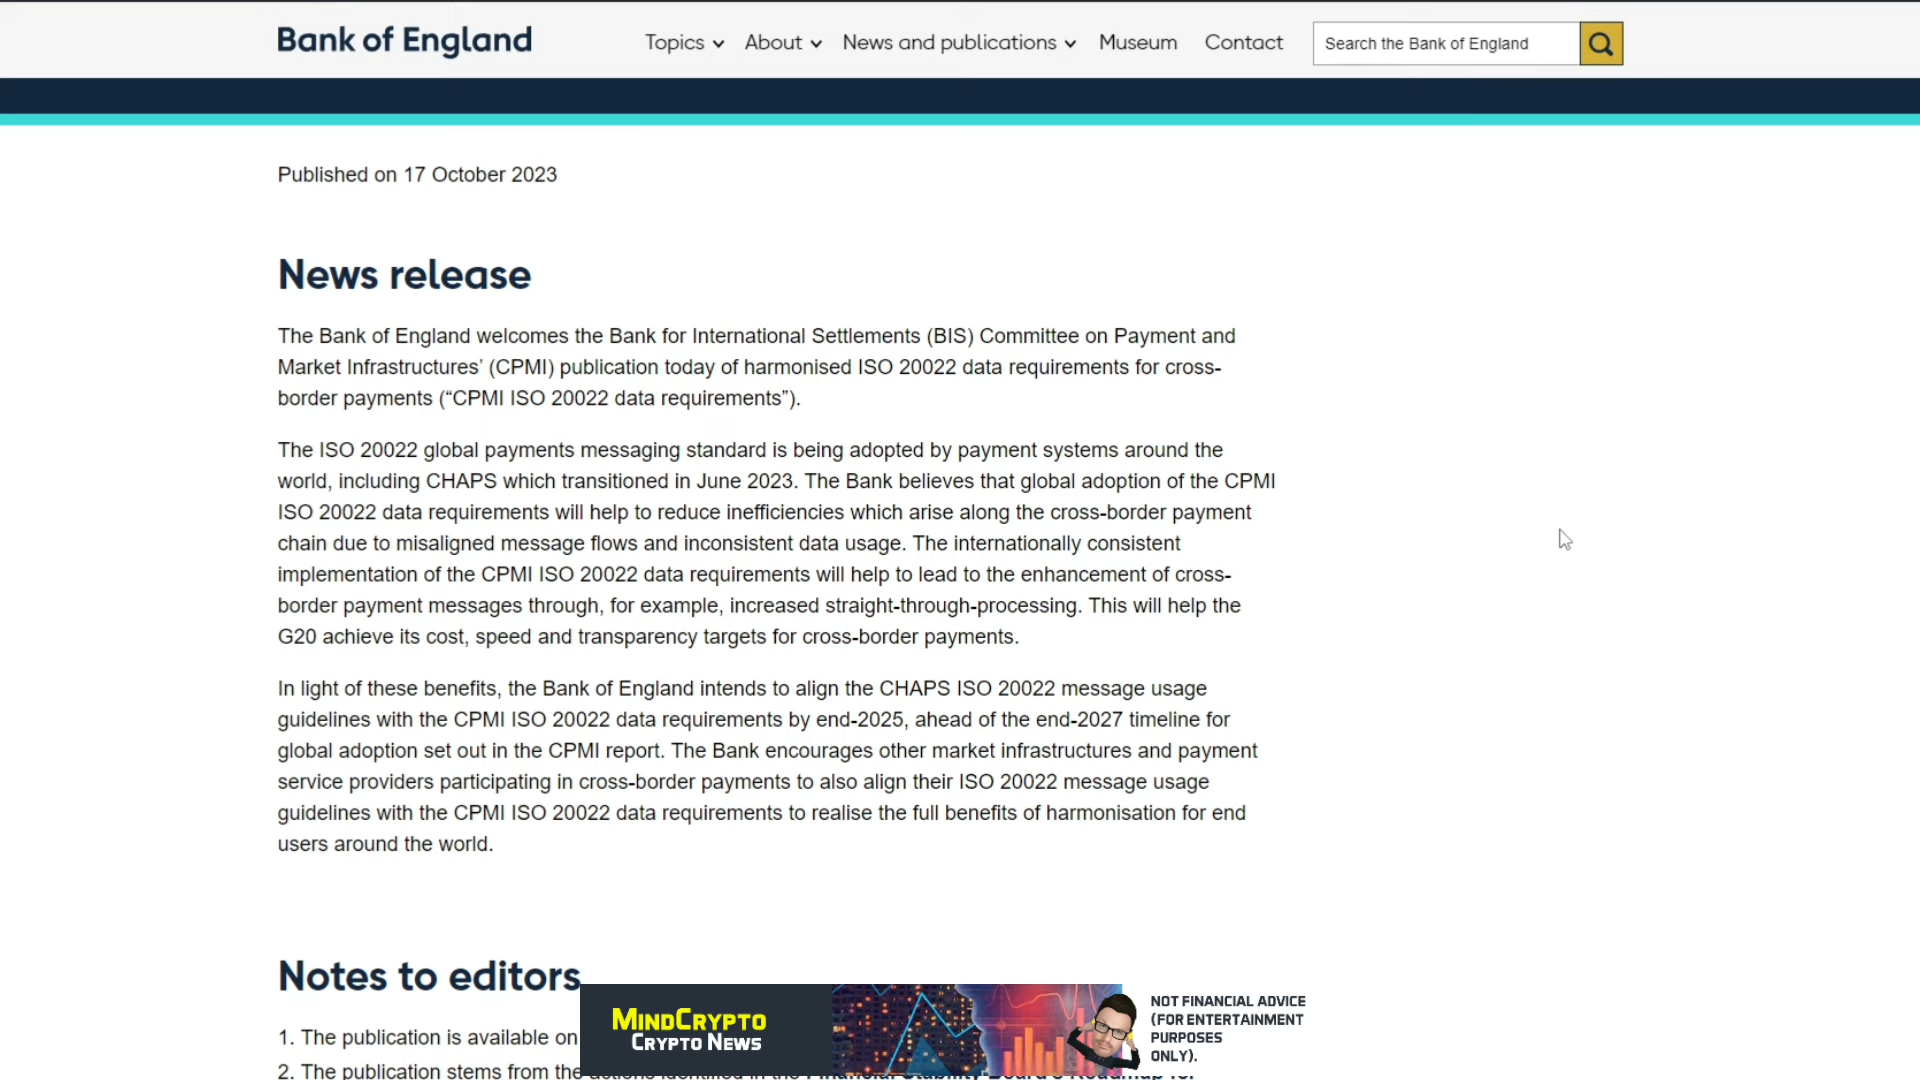 Bank of England
Topics About News and publications Museum Contact Search the Bank of England
Published on 17 October 2023
News release
The Bank of England welcomes the Bank for International Settlements (BIS) Committee on Payment and
Market Infrastructures’ (CPMI) publication today of harmonised ISO 20022 data requirements for cross-
border payments (“CPMI ISO 20022 data requirements”).
The ISO 20022 global payments messaging standard is being adopted by payment systems around the
world, including CHAPS which transitioned in June 2023. The Bank believes that global adoption of the CPMI
ISO 20022 data requirements will help to reduce inefficiencies which arise along the cross-border payment
chain due to misaligned message flows and inconsistent data usage. The internationally consistent
implementation of the CPMI ISO 20022 data requirements will help to lead to the enhancement of cross-
border payment messages through, for example, increased straight-through-processing. This will help the
G20 achieve its cost, speed and transparency targets for cross-border payments.
In light of these benefits, the Bank of England intends to align the CHAPS ISO 20022 message usage
guidelines with the CPMI ISO 20022 data requirements by end-2025, ahead of the end-2027 timeline for
global adoption set out in the CPMI report. The Bank encourages other market infrastructures and payment
service providers participating in cross-border payments to also align their ISO 20022 message usage
guidelines with the CPMI ISO 20022 data requirements to realise the full benefits of harmonisation for end
users around the world.
Notes to editors
1. The publication is available on
2. The publication stems from the
MINDCRYPTO
CRYPTO NEWS
NOT FINANCIAL ADVICE
(FOR ENTERTAINMENT
PURPOSES
ONLY).